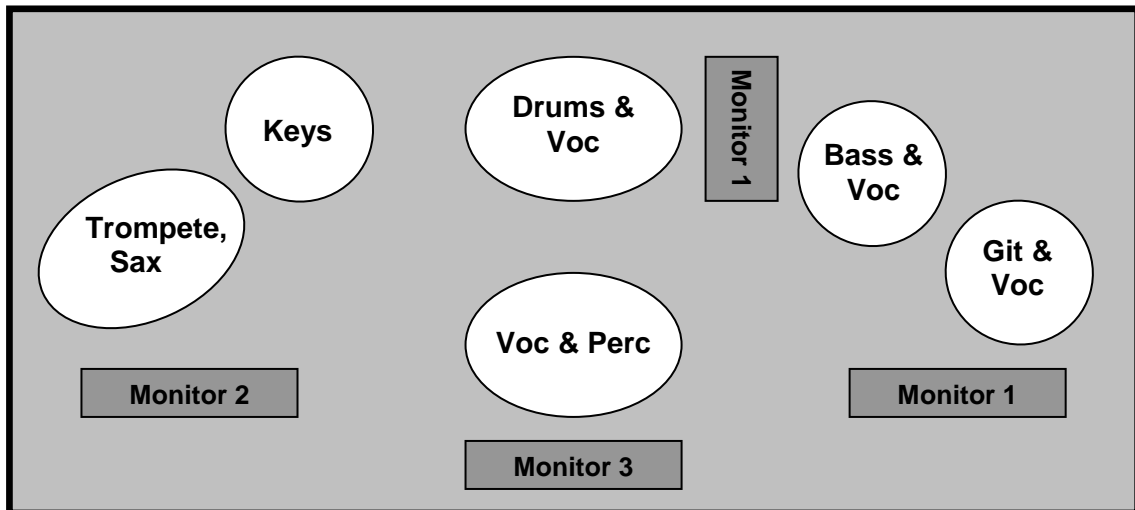 Keys
Drums &
Voc
Monitor 1
Bass &
Voc
Trompete,
Sax
Git &
Voc
Voc & Perc
Monitor 2
Monitor 1
Monitor 3